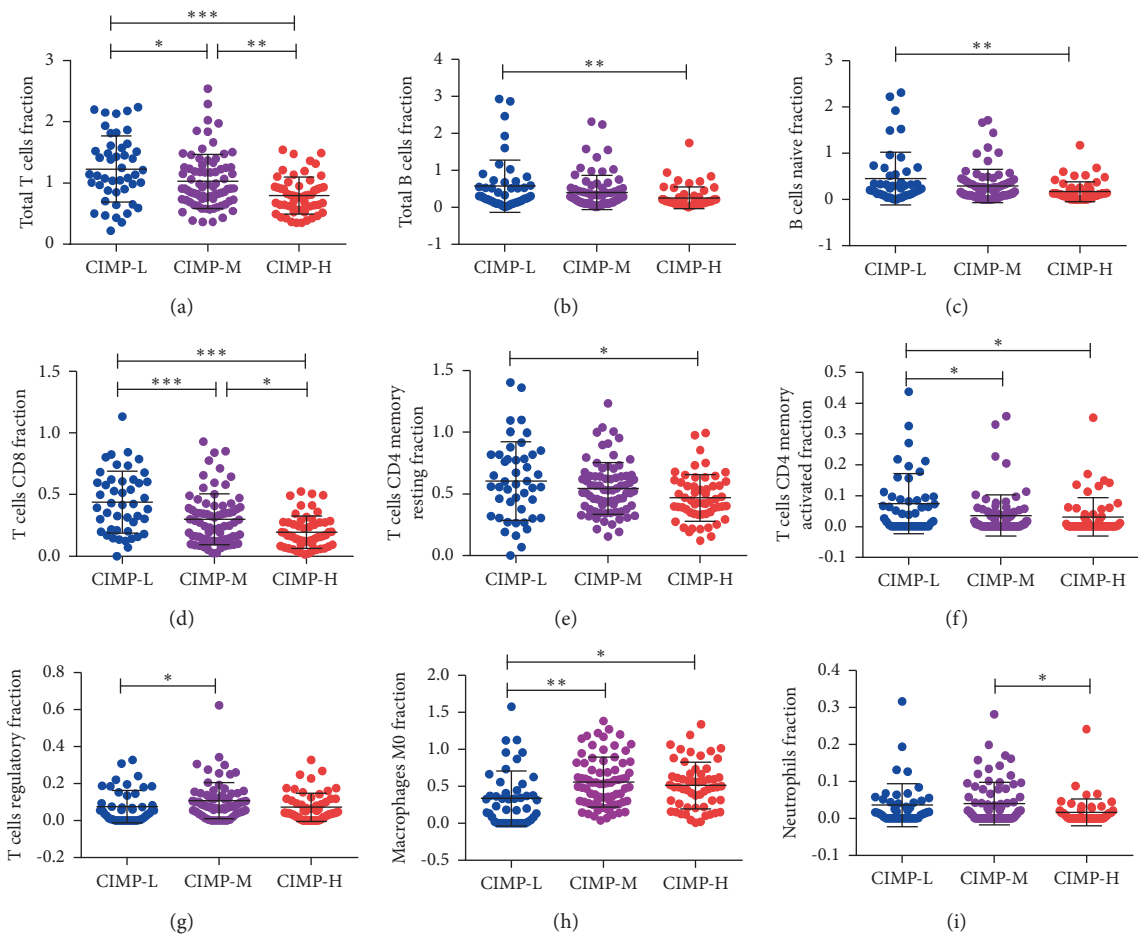 ***
* **
Total T cells fraction
3
2
1
0
CIMP-L CIMP-M CIMP-H
(a)
**
Total B cells fraction
4
3
2
1
0
-1
CIMP-L CIMP-M CIMP-H
(b)
**
B cells naive fraction
3
2
1
0
-1
CIMP-L CIMP-M CIMP-H
(c)
***
*** *
T cells CD8 fraction
1.5
1.0
0.5
0.0
CIMP-L CIMP-M CIMP-H
(d)
*
T cells CD4 memory
resting fraction
1.5
1.0
0.5
0.0
CIMP-L CIMP-M CIMP-H
(e)
*
*
T cells CD4 memory
activated fraction
0.5
0.4
0.3
0.2
0.1
0.0
-0.1
CIMP-L CIMP-M CIMP-H
(f)
*
T cells regulatory fraction
0.8
0.6
0.4
0.2
0.0
-0.2
CIMP-L CIMP-M CIMP-H
(g)
*
**
Macrophages M0 fraction
2.0
1.5
1.0
0.5
0.0
-0.5
CIMP-L CIMP-M CIMP-H
(h)
*
Neutrophils fraction
0.4
0.3
0.2
0.1
0.0
-0.1
CIMP-L CIMP-M CIMP-H
(i)